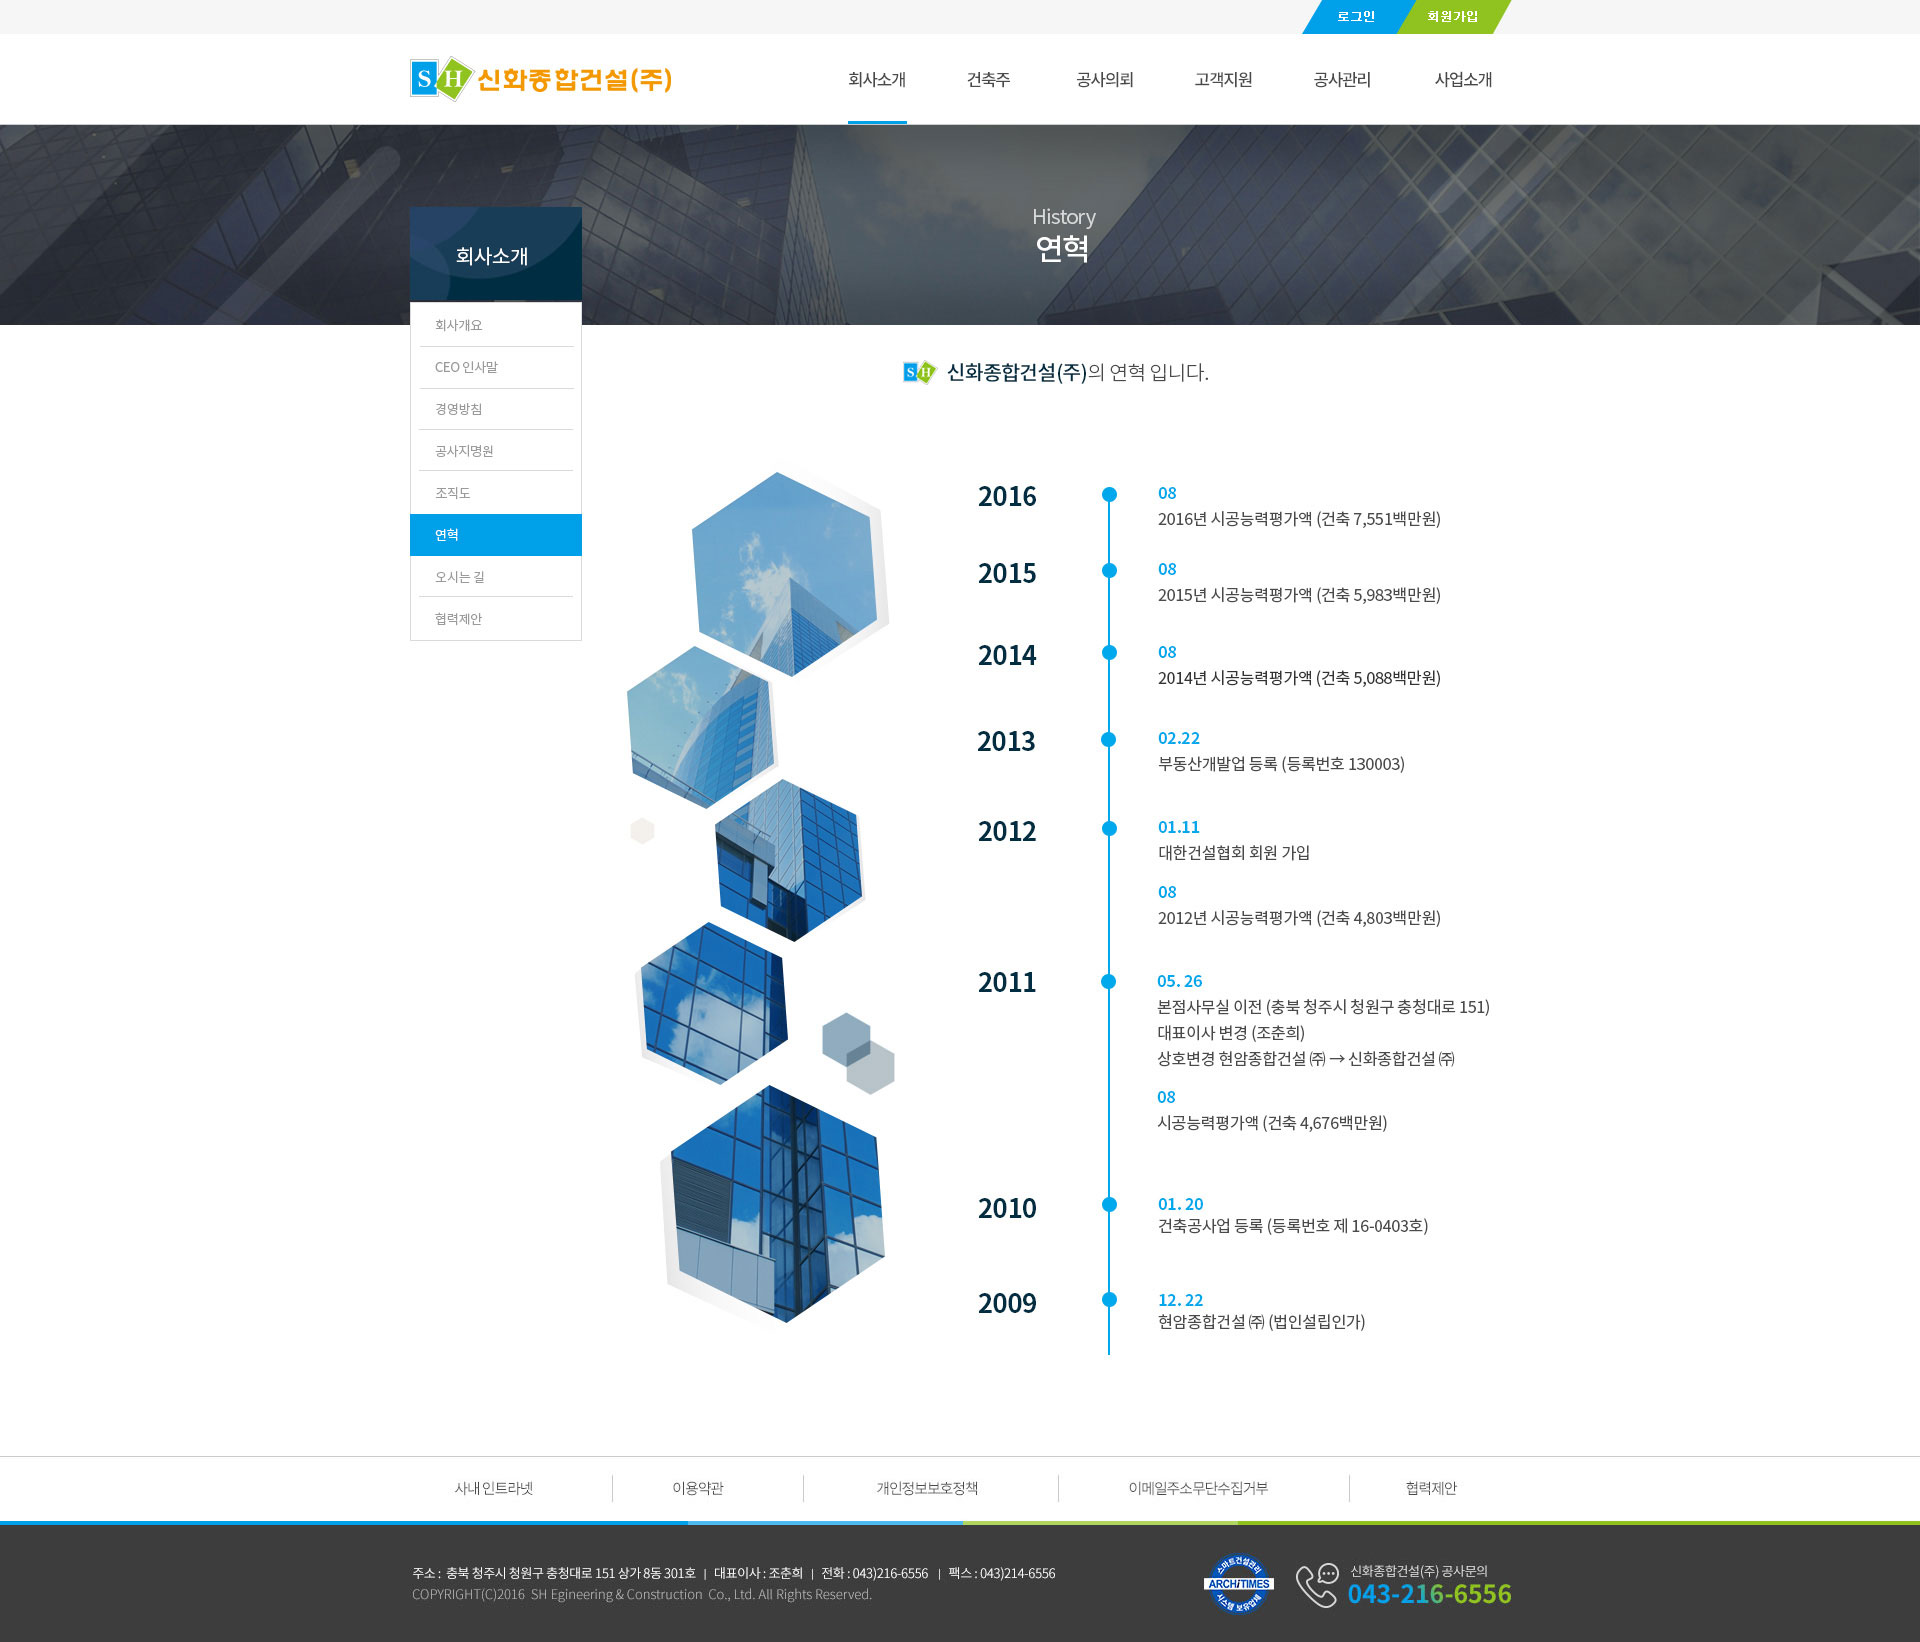 로그인
회원가입
SH 신화종합건설(주)
회사소개
건축주
공사의뢰
고객지원
공사관리
사업소개
History
연혁
회사소개
회사개요
CEO 인사말
경영방침
공사지명원
조직도
연혁
오시는 길
협력제안
SH 신화종합건설(주)의 연혁 입니다.
2016
08
2016년 시공능력평가액 (건축 7,551백만원)
2015
08
2015년 시공능력평가액 (건축 5,983백만원)
2014
08
2014년 시공능력평가액 (건축 5,088백만원)
2013
02.22
부동산개발업 등록 (등록번호 130003)
2012
01.11
대한건설협회 회원 가입
08
2012년 시공능력평가액 (건축 4,803백만원)
2011
05. 26
본점사무실 이전 (충북 청주시 청원구 충청대로 151)
대표이사 변경 (조춘희)
상호변경 현암종합건설 ㈜ → 신화종합건설 ㈜
08
시공능력평가액 (건축 4,676백만원)
2010
01. 20
건축공사업 등록 (등록번호 제 16-0403호)
2009
12. 22
현암종합건설 ㈜ (법인설립인가)
사내 인트라넷
이용약관
개인정보보호정책
이메일주소무단수집거부
협력제안
주소 : 충북 청주시 청원구 충청대로 151 상가 8동 301호 | 대표이사 : 조춘희 | 전화 : 043)216-6556 | 팩스 : 043)214-6556
COPYRIGHT(C)2016 SH Egineering & Construction Co., Ltd. All Rights Reserved.
스마트건설관리
ARCHITIMES
시스템 보유업체
신화종합건설(주) 공사문의
043-216-6556